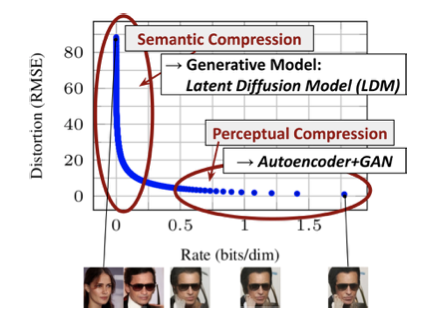 Semantic Compression
→ Generative Model:
Latent Diffusion Model (LDM)
Perceptual Compression
→ Autoencoder+GAN
Distortion (RMSE)
80
60
40
20
0
0
0.5
1
1.5
Rate (bits/dim)